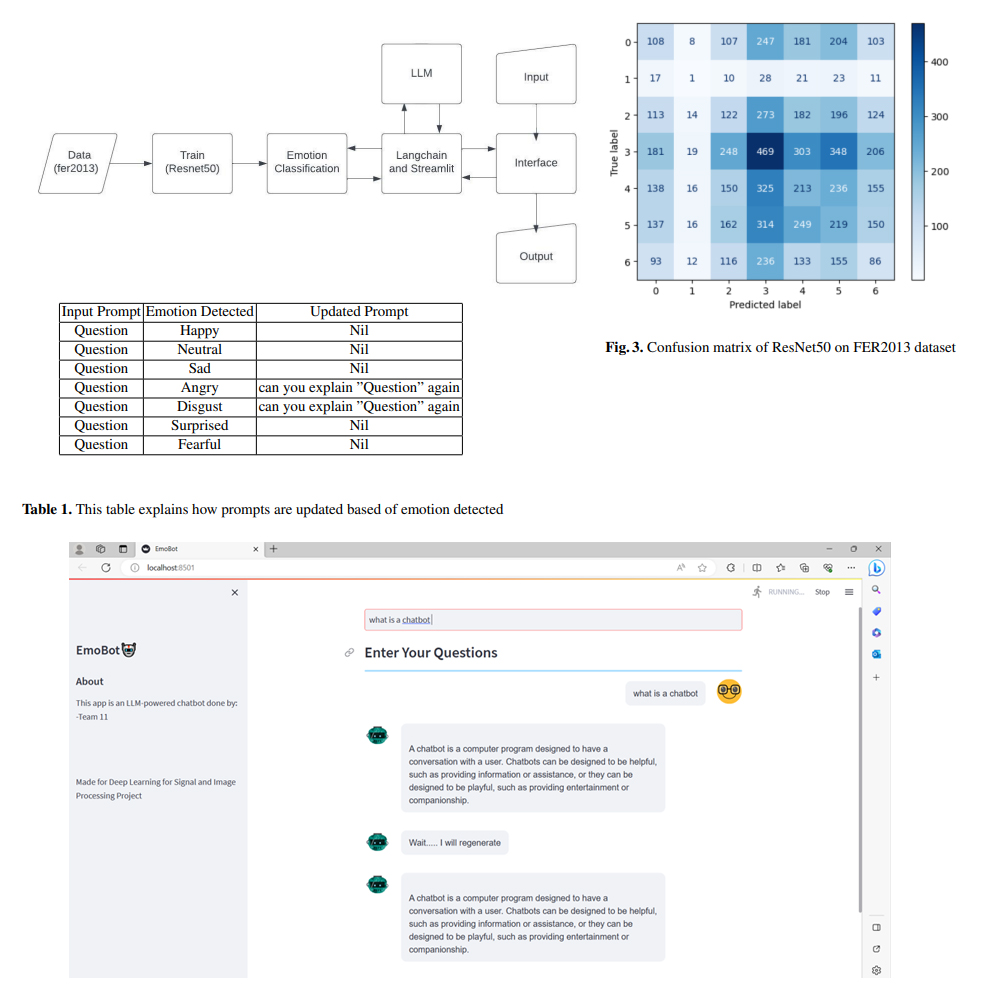 LLM
Input
Data
(fer2013)
Train
(Resnet50)
Emotion
Classification
Langchain
and Streamlit
Interface
Output
True label
0 108 8 107 247 181 204 103
1 17 1 10 28 21 23 11
2 113 14 122 273 182 196 124
3 181 19 248 469 303 348 206
4 138 16 150 325 213 236 155
5 137 16 162 314 249 219 150
6 93 12 116 236 133 155 86
0 1 2 3 4 5 6
Predicted label
400
300
200
100
Fig. 3. Confusion matrix of ResNet50 on FER2013 dataset
Input Prompt Emotion Detected Updated Prompt
Question Happy Nil
Question Neutral Nil
Question Sad Nil
Question Angry can you explain ”Question” again
Question Disgust can you explain ”Question” again
Question Surprised Nil
Question Fearful Nil
Table 1. This table explains how prompts are updated based of emotion detected
EmoBot
localhost:8501
RUNNING... Stop
EmoBot
About
This app is an LLM-powered chatbot done by:
-Team 11
Made for Deep Learning for Signal and Image
Processing Project
what is a chatbot
Enter Your Questions
what is a chatbot
A chatbot is a computer program designed to have a
conversation with a user. Chatbots can be designed to be helpful,
such as providing information or assistance, or they can be
designed to be playful, such as providing entertainment or
companionship.
Wait..... I will regenerate
A chatbot is a computer program designed to have a
conversation with a user. Chatbots can be designed to be helpful,
such as providing information or assistance, or they can be
designed to be playful, such as providing entertainment or
companionship.